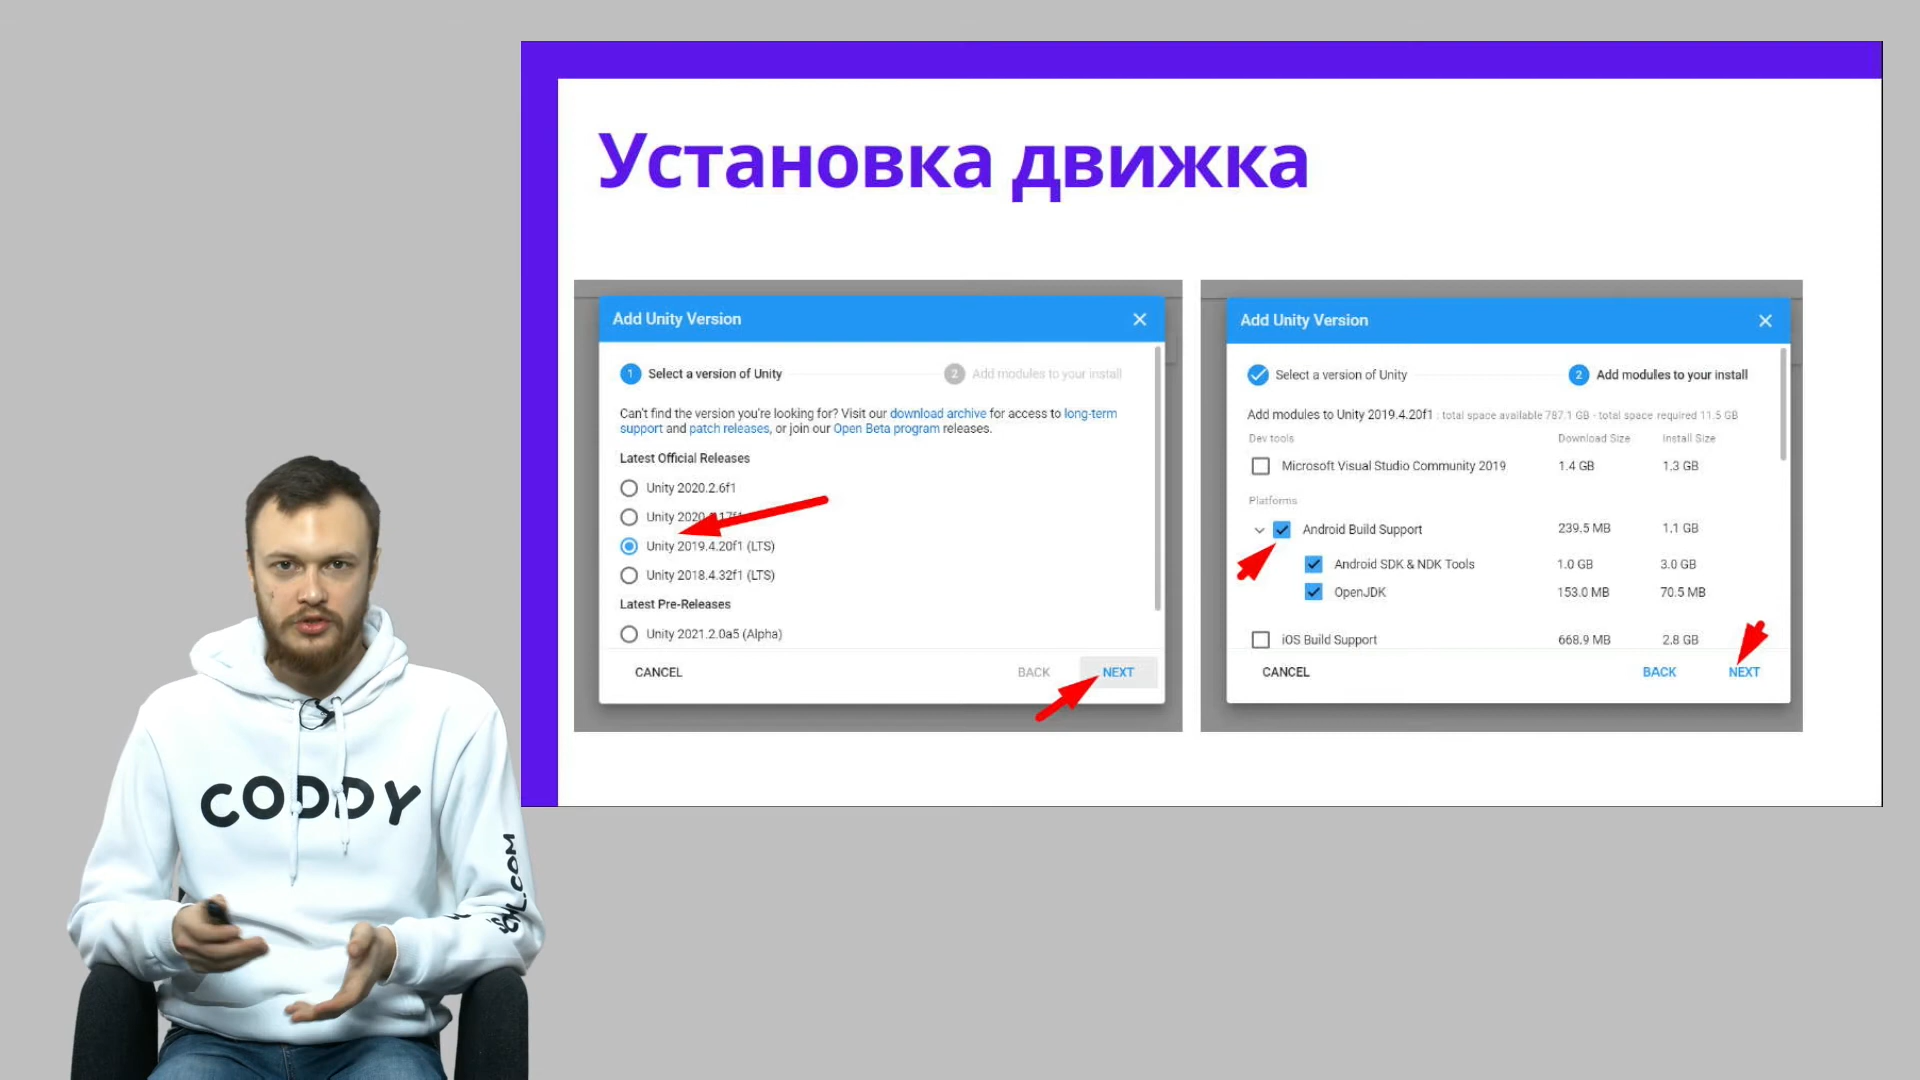 Установка движка
Add Unity Version
1 Select a version of Unity
2 Add modules to your install
Can't find the version you're looking for? Visit our download archive for access to long-term
support and patch releases, or join our Open Beta program releases.
Latest Official Releases
Unity 2020.2.6f1
Unity 2020
Unity 2019.4.20f1 (LTS)
Unity 2018.4.32f1 (LTS)
Latest Pre-Releases
Unity 2021.2.0a5 (Alpha)
CANCEL
BACK
NEXT
Add Unity Version
Select a version of Unity
2 Add modules to your install
Add modules to Unity 2019.4.20f1 : total space available 787.1 GB - total space required 11.5 GB
Dev tools Download Size Install Size
Microsoft Visual Studio Community 2019 1.4 GB 1.3 GB
Platforms
Android Build Support 239.5 MB 1.1 GB
Android SDK & NDK Tools 1.0 GB 3.0 GB
OpenJDK 153.0 MB 70.5 MB
iOS Build Support 668.9 MB 2.8 GB
CANCEL
BACK
NEXT
CODDY